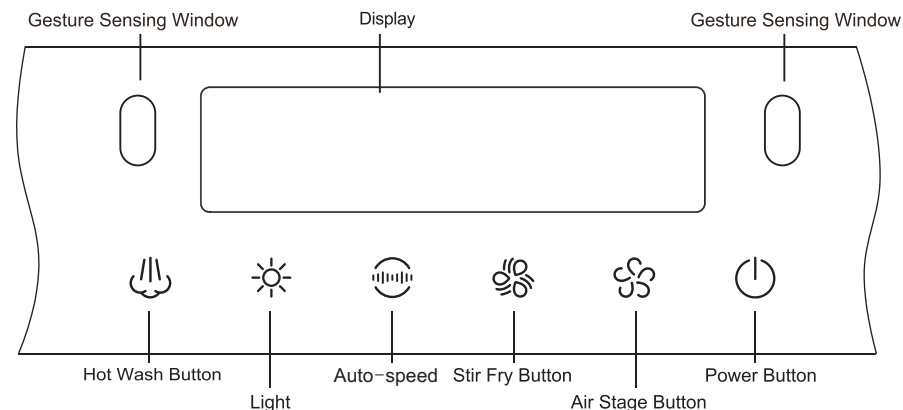 Gesture Sensing Window
Display
Gesture Sensing Window
Hot Wash Button
Light
Auto-speed
Stir Fry Button
Air Stage Button
Power Button